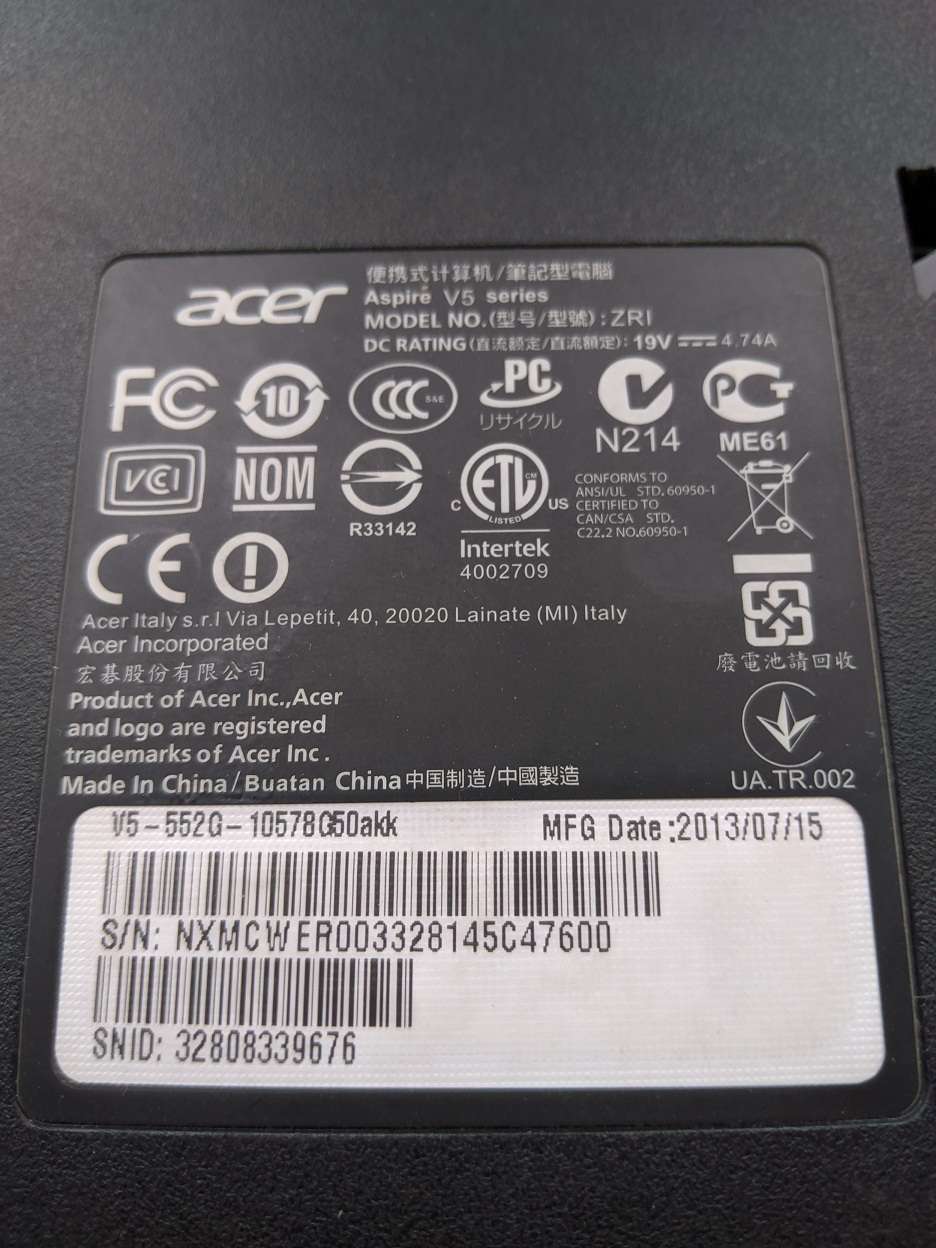 acer
便携式计算机/筆記型電腦
Aspire V5 series
MODEL NO.(型号/型號):ZRI
DC RATING(直流额定/直流額定): 19V 4.74A
FC 10 CCC S&E PC N214 PCT ME61
リサイクル
VCI NOM R33142 C ETL CM LISTED US
CONFORMS TO
ANSI/UL STD. 60950-1
CERTIFIED TO
CAN/CSA STD.
C22.2 NO.60950-1
Intertek
4002709
CE
Acer Italy s.r.l Via Lepetit, 40, 20020 Lainate (MI) Italy
Acer Incorporated
宏碁股份有限公司
廢電池請回收
Product of Acer Inc.,Acer
and logo are registered
trademarks of Acer Inc.
Made In China/Buatan China中国制造/中國製造
UA.TR.002
V5-552G-10578G50akk MFG Date:2013/07/15
S/N: NXMCWER003328145C47600
SNID: 32808339676